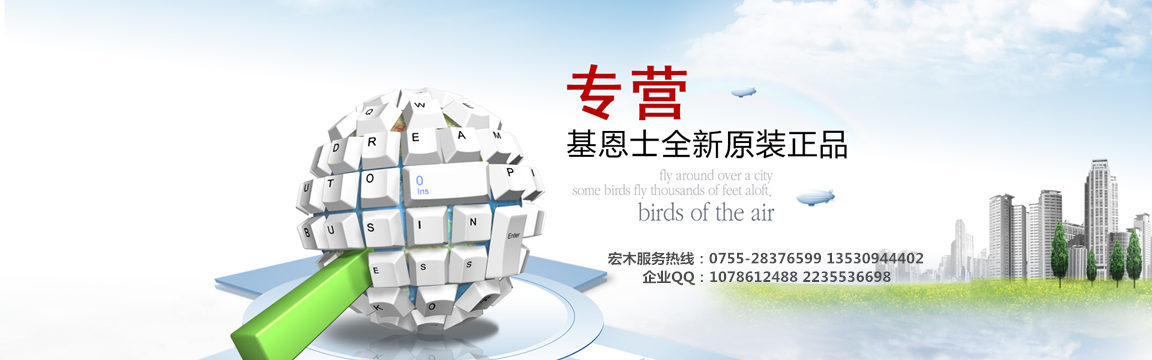 专营
基恩士全新原装正品
fly around over a city
some birds fly thousands of feet aloft,
birds of the air
宏木服务热线：0755-28376599 13530944402
企业QQ：1078612488 2235536698
Q W E
D R E A M
U T O 0 Ins P I
B U S I N Enter
E S S
K O R